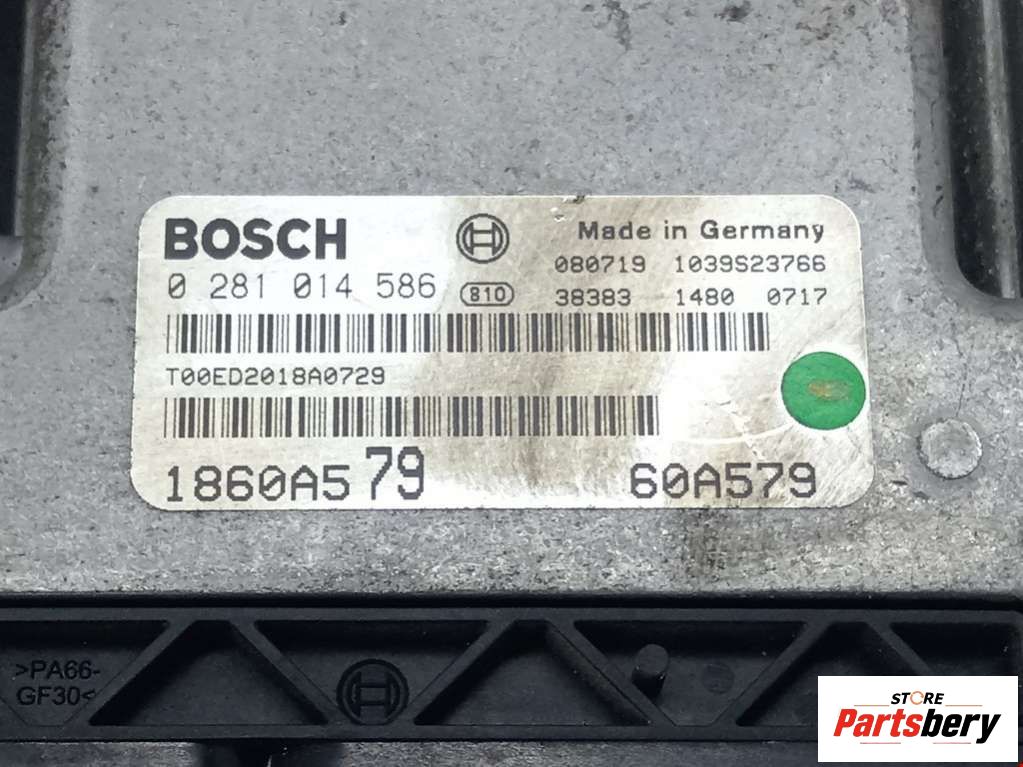 BOSCH
Made in Germany
0 281 014 586
810
080719 1039S23766
38383 1480 0717
T00ED2018A0729
1860A579
60A579
>PA66-
GF30<
STORE
Partsbery